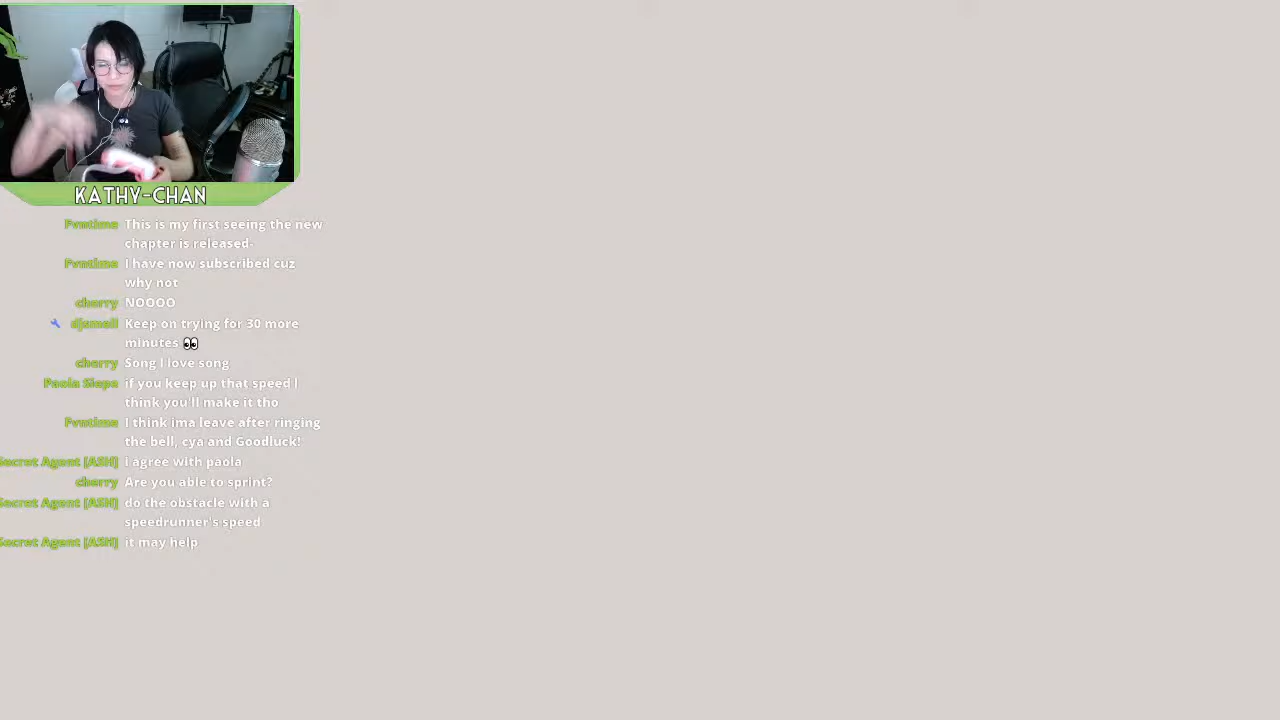 KATHY-CHAN
Fvntime This is my first seeing the new
chapter is released-
Fvntime I have now subscribed cuz
why not
cherry NOOOO
djsmell Keep on trying for 30 more
minutes 👀
cherry Song I love song
Paola Siepe if you keep up that speed I
think you'll make it tho
Fvntime I think ima leave after ringing
the bell, cya and Goodluck!
Secret Agent [ASH] i agree with paola
cherry Are you able to sprint?
Secret Agent [ASH] do the obstacle with a
speedrunner's speed
Secret Agent [ASH] it may help